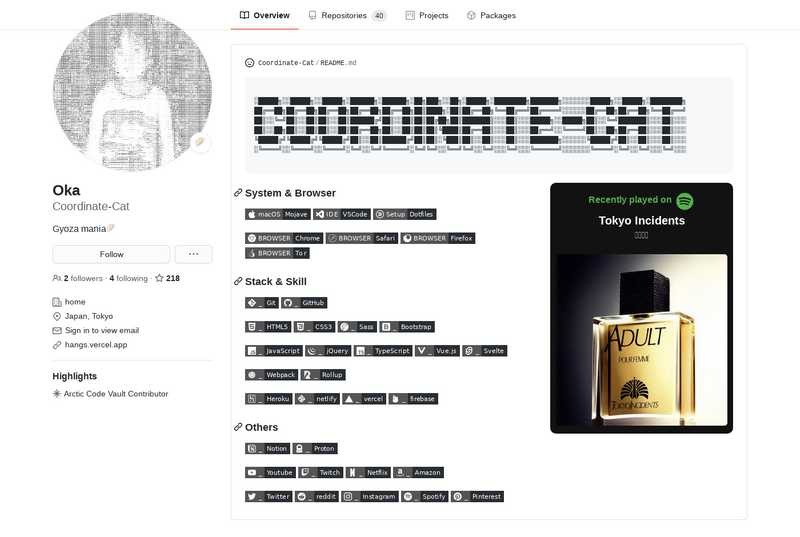 Overview
Repositories 40
Projects
Packages
Coordinate-Cat/README.md
COORDINATE-CAT
Oka
Coordinate-Cat
Gyoza mania🥟
Follow
2 followers · 4 following · 218
home
Japan, Tokyo
Sign in to view email
hangs.vercel.app
Highlights
Arctic Code Vault Contributor
System & Browser
macOS Mojave IDE VSCode Setup Dotfiles
BROWSER Chrome BROWSER Safari BROWSER Firefox
BROWSER Tor
Stack & Skill
_ Git _ GitHub
_ HTML5 _ CSS3 _ Sass _ Bootstrap
_ JavaScript _ jQuery _ TypeScript _ Vue.js _ Svelte
_ Webpack _ Rollup
_ Heroku _ netlify _ vercel _ firebase
Others
_ Notion _ Proton
_ Youtube _ Twitch _ Netflix _ Amazon
_ Twitter _ reddit _ Instagram _ Spotify _ Pinterest
Recently played on
Tokyo Incidents
ADULT
POUR FEMME
TOKYO INCIDENTS